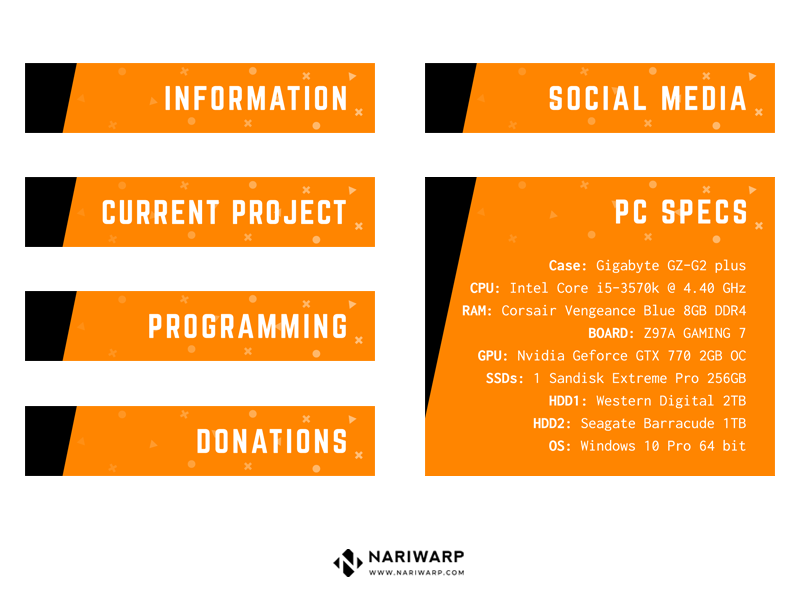 INFORMATION
CURRENT PROJECT
PROGRAMMING
DONATIONS
SOCIAL MEDIA
PC SPECS
Case: Gigabyte GZ-G2 plus
CPU: Intel Core i5-3570k @ 4.40 GHz
RAM: Corsair Vengeance Blue 8GB DDR4
BOARD: Z97A GAMING 7
GPU: Nvidia Geforce GTX 770 2GB OC
SSDs: 1 Sandisk Extreme Pro 256GB
HDD1: Western Digital 2TB
HDD2: Seagate Barracude 1TB
OS: Windows 10 Pro 64 bit
NARIWARP
WWW.NARIWARP.COM